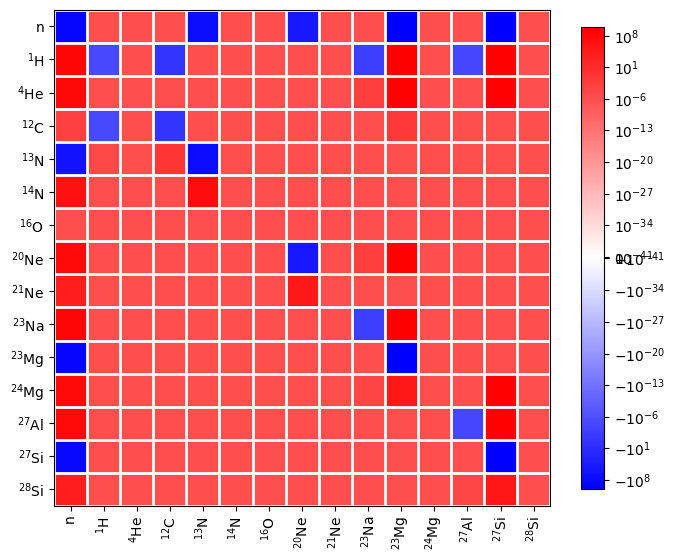 n
¹H
⁴He
¹²C
¹³N
¹⁴N
¹⁶O
²⁰Ne
²¹Ne
²³Na
²³Mg
²⁴Mg
²⁷Al
²⁷Si
²⁸Si
n
¹H
⁴He
¹²C
¹³N
¹⁴N
¹⁶O
²⁰Ne
²¹Ne
²³Na
²³Mg
²⁴Mg
²⁷Al
²⁷Si
²⁸Si
10⁸
10¹
10⁻⁶
10⁻¹³
10⁻²⁰
10⁻²⁷
10⁻³⁴
−10⁻³⁴
−10⁻²⁷
−10⁻²⁰
−10⁻¹³
−10⁻⁶
−10¹
−10⁸